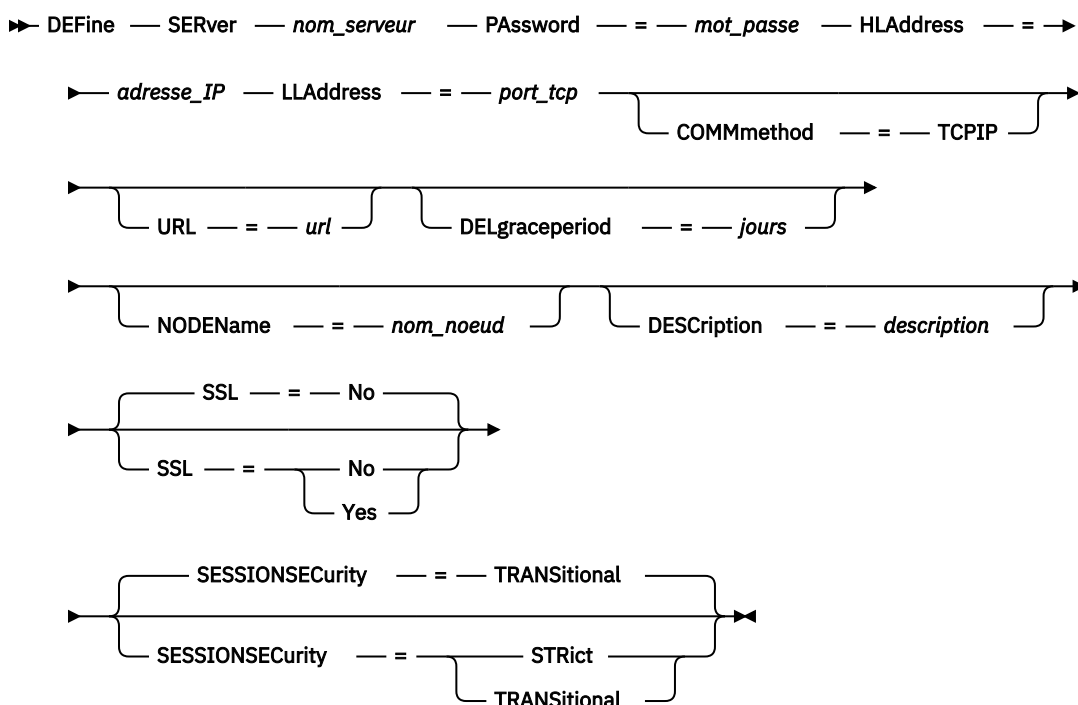 DEFine SERver nom_serveur PAssword = mot_passe HLAddress =
adresse_IP LLAddress = port_tcp
COMMmethod = TCPIP
URL = url DELgraceperiod = jours
NODEName = nom_noeud DESCription = description
SSL = No
SSL = No
Yes
SESSIONSECurity = TRANSitional
SESSIONSECurity = STRict
TRANSitional